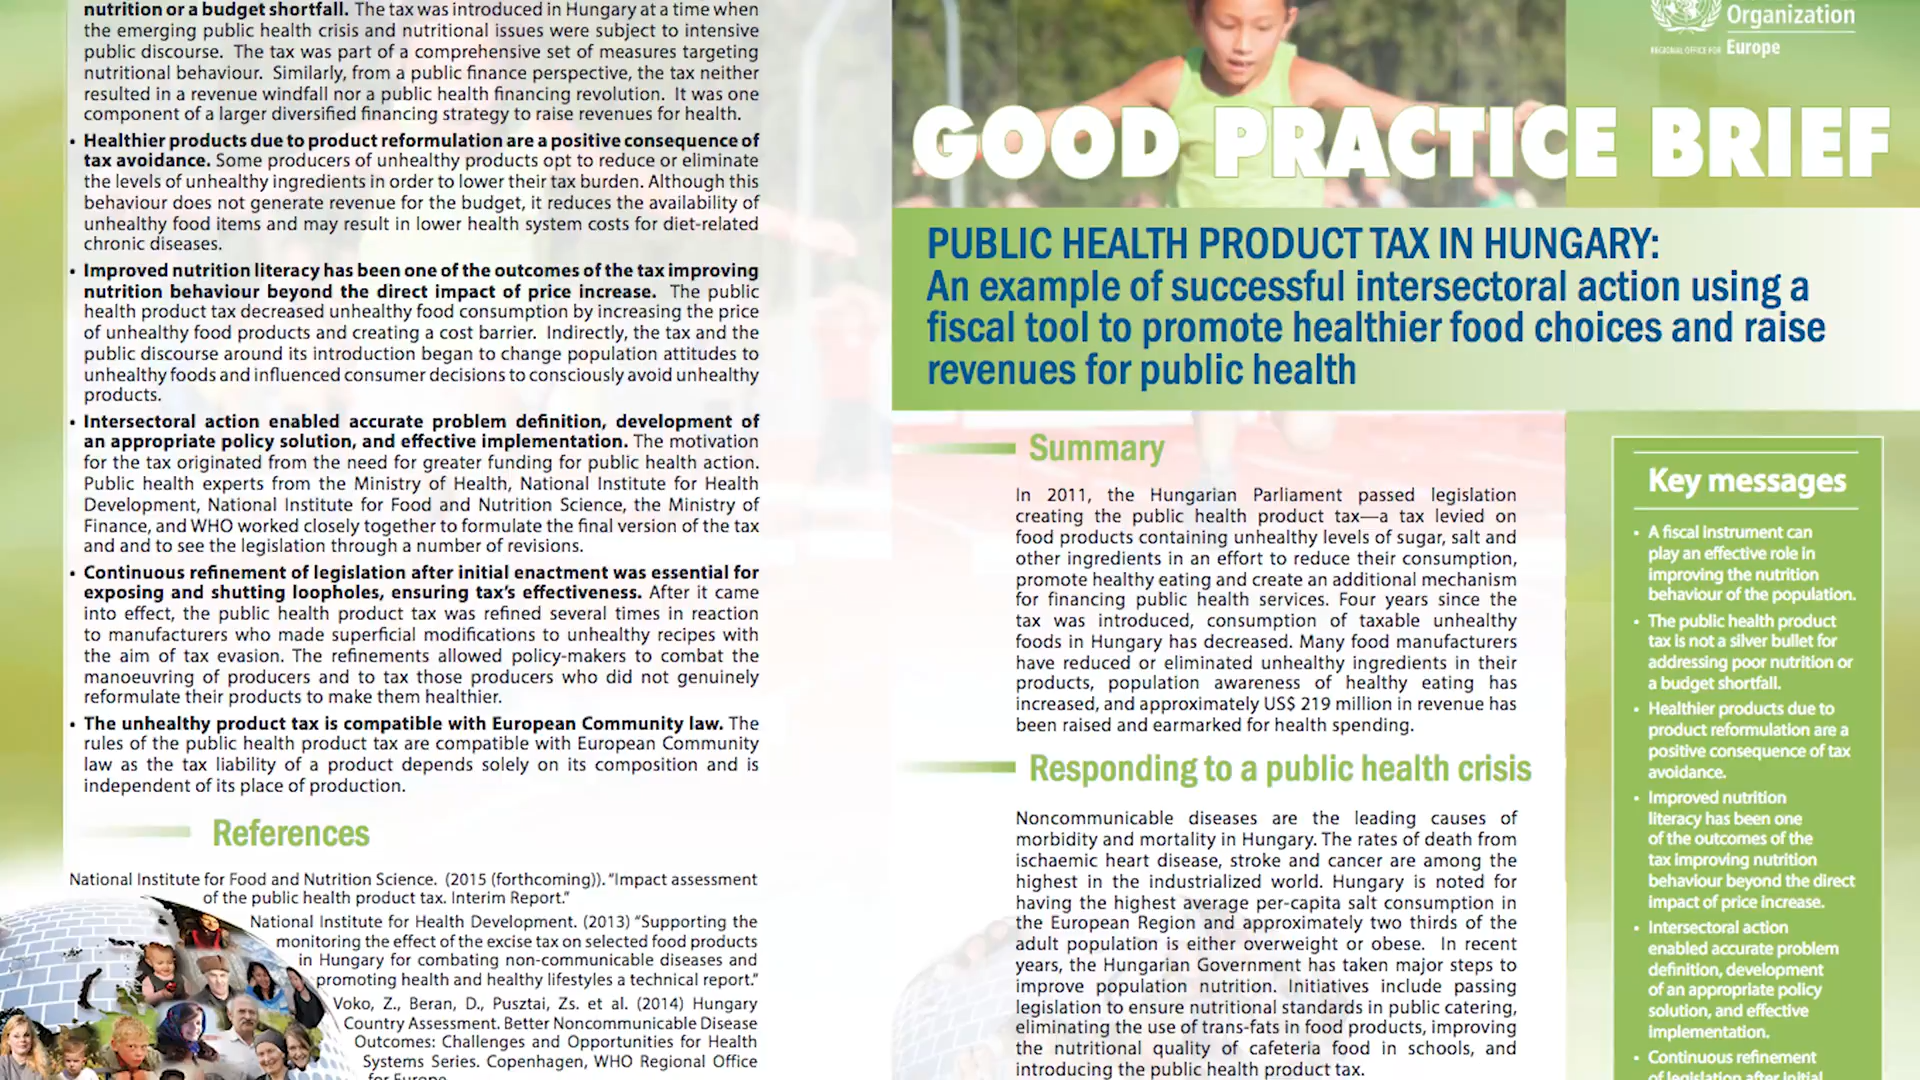 nutrition or a budget shortfall. The tax was introduced in Hungary at a time when
the emerging public health crisis and nutritional issues were subject to intensive
public discourse. The tax was part of a comprehensive set of measures targeting
nutritional behaviour. Similarly, from a public finance perspective, the tax neither
resulted in a revenue windfall nor a public health financing revolution. It was one
component of a larger diversified financing strategy to raise revenues for health.
• Healthier products due to product reformulation are a positive consequence of
tax avoidance. Some producers of unhealthy products opt to reduce or eliminate
the levels of unhealthy ingredients in order to lower their tax burden. Although this
behaviour does not generate revenue for the budget, it reduces the availability of
unhealthy food items and may result in lower health system costs for diet-related
chronic diseases.
• Improved nutrition literacy has been one of the outcomes of the tax improving
nutrition behaviour beyond the direct impact of price increase. The public
health product tax decreased unhealthy food consumption by increasing the price
of unhealthy food products and creating a cost barrier. Indirectly, the tax and the
public discourse around its introduction began to change population attitudes to
unhealthy foods and influenced consumer decisions to consciously avoid unhealthy
products.
• Intersectoral action enabled accurate problem definition, development of
an appropriate policy solution, and effective implementation. The motivation
for the tax originated from the need for greater funding for public health action.
Public health experts from the Ministry of Health, National Institute for Health
Development, National Institute for Food and Nutrition Science, the Ministry of
Finance, and WHO worked closely together to formulate the final version of the tax
and and to see the legislation through a number of revisions.
• Continuous refinement of legislation after initial enactment was essential for
exposing and shutting loopholes, ensuring tax's effectiveness. After it came
into effect, the public health product tax was refined several times in reaction
to manufacturers who made superficial modifications to unhealthy recipes with
the aim of tax evasion. The refinements allowed policy-makers to combat the
manoeuvring of producers and to tax those producers who did not genuinely
reformulate their products to make them healthier.
• The unhealthy product tax is compatible with European Community law. The
rules of the public health product tax are compatible with European Community
law as the tax liability of a product depends solely on its composition and is
independent of its place of production.
References
National Institute for Food and Nutrition Science. (2015 (forthcoming)). "Impact assessment
of the public health product tax. Interim Report."
National Institute for Health Development. (2013) "Supporting the
monitoring the effect of the excise tax on selected food products
in Hungary for combating non-communicable diseases and
promoting health and healthy lifestyles a technical report."
Voko, Z., Beran, D., Pusztai, Zs. et al. (2014) Hungary
Country Assessment. Better Noncommunicable Disease
Outcomes: Challenges and Opportunities for Health
Systems Series. Copenhagen, WHO Regional Office
for Europe
Organization
REGIONAL OFFICE FOR Europe
GOOD PRACTICE BRIEF
PUBLIC HEALTH PRODUCT TAX IN HUNGARY:
An example of successful intersectoral action using a
fiscal tool to promote healthier food choices and raise
revenues for public health
Summary
In 2011, the Hungarian Parliament passed legislation
creating the public health product tax—a tax levied on
food products containing unhealthy levels of sugar, salt and
other ingredients in an effort to reduce their consumption,
promote healthy eating and create an additional mechanism
for financing public health services. Four years since the
tax was introduced, consumption of taxable unhealthy
foods in Hungary has decreased. Many food manufacturers
have reduced or eliminated unhealthy ingredients in their
products, population awareness of healthy eating has
increased, and approximately US$ 219 million in revenue has
been raised and earmarked for health spending.
Responding to a public health crisis
Noncommunicable diseases are the leading causes of
morbidity and mortality in Hungary. The rates of death from
ischaemic heart disease, stroke and cancer are among the
highest in the industrialized world. Hungary is noted for
having the highest average per-capita salt consumption in
the European Region and approximately two thirds of the
adult population is either overweight or obese. In recent
years, the Hungarian Government has taken major steps to
improve population nutrition. Initiatives include passing
legislation to ensure nutritional standards in public catering,
eliminating the use of trans-fats in food products, improving
the nutritional quality of cafeteria food in schools, and
introducing the public health product tax.
Key messages
• A fiscal instrument can
play an effective role in
improving the nutrition
behaviour of the population.
• The public health product
tax is not a silver bullet for
addressing poor nutrition or
a budget shortfall.
• Healthier products due to
product reformulation are a
positive consequence of tax
avoidance.
• Improved nutrition
literacy has been one
of the outcomes of the
tax improving nutrition
behaviour beyond the direct
impact of price increase.
• Intersectoral action
enabled accurate problem
definition, development
of an appropriate policy
solution, and effective
implementation.
• Continuous refinement
of legislation after initial